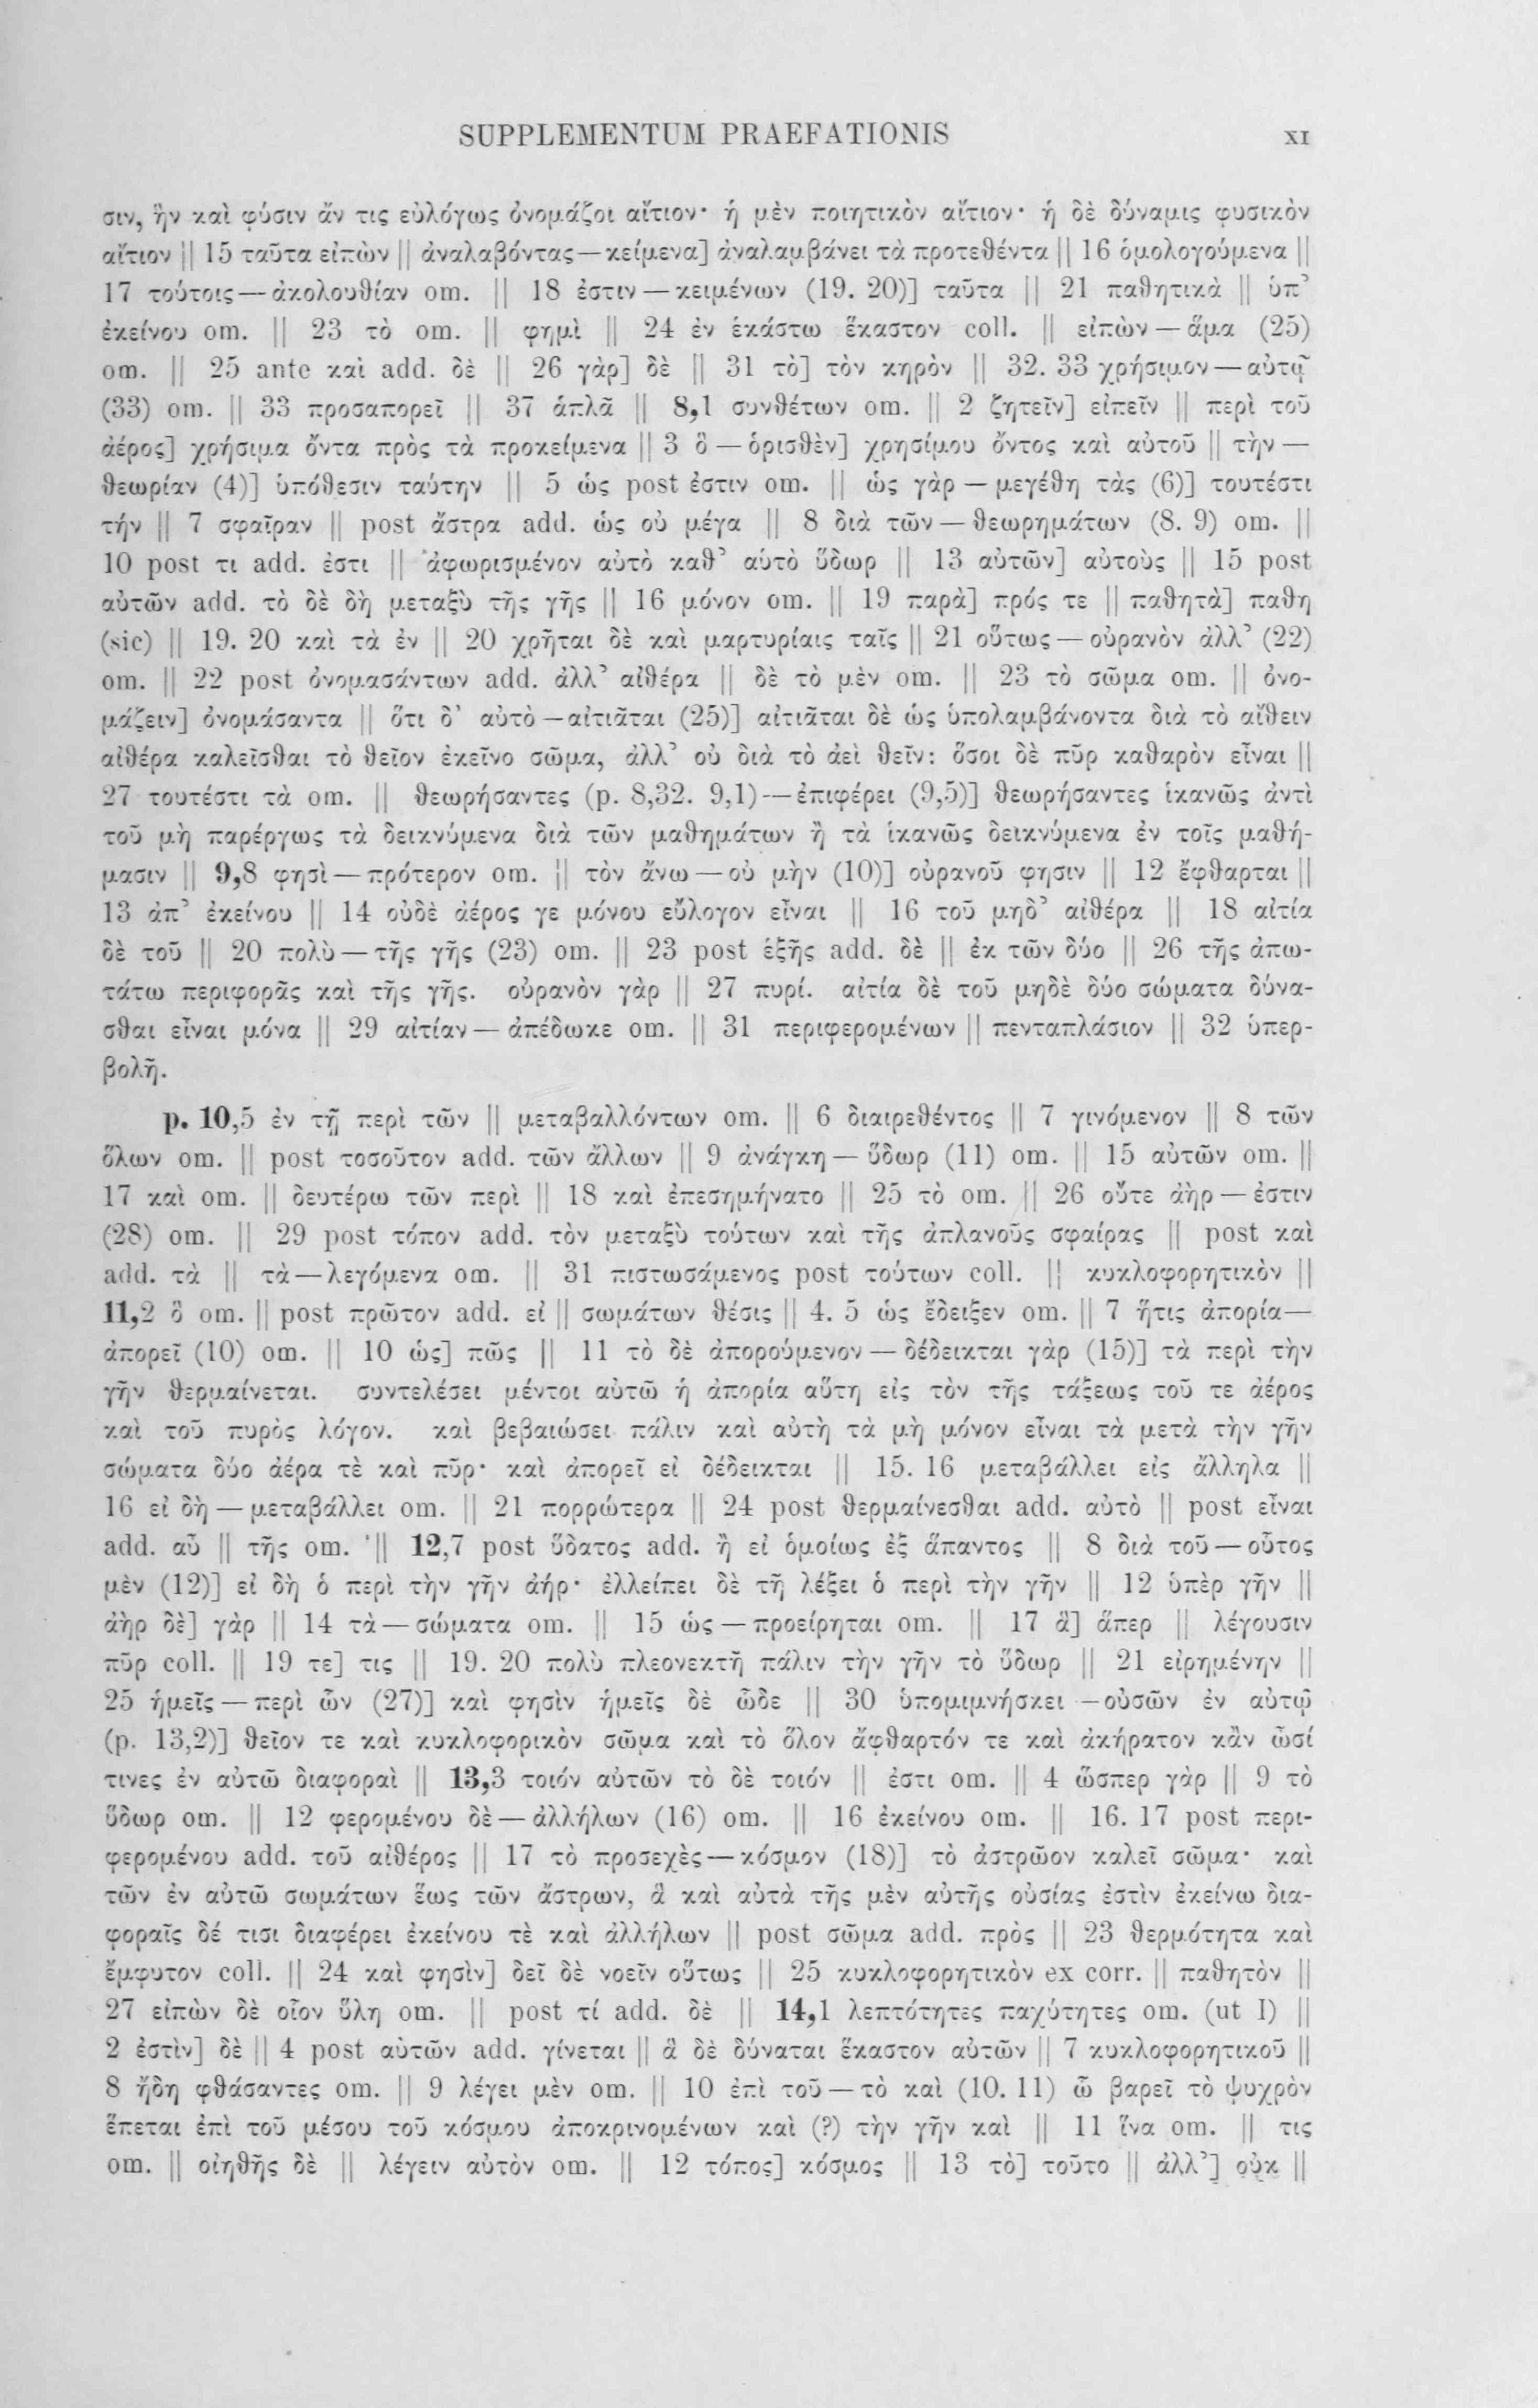 SUPPLEMENTUM PRAEFATIONIS XI
σιν, ἣν καὶ φύσιν ἄν τις εὐλόγως ὀνομάζοι αἴτιον· ἡ μὲν ποιητικὸν αἴτιον· ἡ δὲ δύναμις φυσικὸν
αἴτιον || 15 ταῦτα εἰπὼν || ἀναλαβόντας — κείμενα] ἀναλαμβάνει τὰ προτεθέντα || 16 ὁμολογούμενα ||
17 τούτοις — ἀκολουθίαν om. || 18 ἐστιν — κειμένων (19. 20)] ταῦτα || 21 παθητικὰ || ὑπ’
ἐκείνου om. || 23 τὸ om. || φημὶ || 24 ἐν ἑκάστω ἕκαστον coll. || εἰπὼν — ἅμα (25)
om. || 25 ante καὶ add. δὲ || 26 γὰρ] δὲ || 31 τὸ] τὸν κηρὸν || 32. 33 χρήσιμον — αὐτῷ
(33) om. || 33 προσαπορεῖ || 37 ἁπλᾶ || 8,1 συνθέτων om. || 2 ζητεῖν] εἰπεῖν || περὶ τοῦ
ἀέρος] χρήσιμα ὄντα πρὸς τὰ προκείμενα || 3 ὃ — ὁρισθὲν] χρησίμου ὄντος καὶ αὐτοῦ || τὴν —
θεωρίαν (4)] ὑπόθεσιν ταύτην || 5 ὡς post ἐστιν om. || ὡς γὰρ — μεγέθη τὰς (6)] τουτέστι
τήν || 7 σφαῖραν || post ἄστρα add. ὡς οὐ μέγα || 8 διὰ τῶν — θεωρημάτων (8. 9) om. ||
10 post τι add. ἐστι || ἀφωρισμένον αὐτὸ καθ’ αὑτὸ ὕδωρ || 13 αὐτῶν] αὐτοὺς || 15 post
αὐτῶν add. τὸ δὲ δὴ μεταξὺ τῆς γῆς || 16 μόνον om. || 19 παρὰ] πρός τε || παθητὰ] παθη
(sic) || 19. 20 καὶ τὰ ἐν || 20 χρῆται δὲ καὶ μαρτυρίαις ταῖς || 21 οὕτως — οὐρανὸν ἀλλ’ (22)
om. || 22 post ὀνομασάντων add. ἀλλ’ αἰθέρα || δὲ τὸ μὲν om. || 23 τὸ σῶμα om. || ὀνο-
μάζειν] ὀνομάσαντα || ὅτι δ’ αὐτὸ — αἰτιᾶται (25)] αἰτιᾶται δὲ ὡς ὑπολαμβάνοντα διὰ τὸ αἴθειν
αἰθέρα καλεῖσθαι τὸ θεῖον ἐκεῖνο σῶμα, ἀλλ’ οὐ διὰ τὸ ἀεὶ θεῖν: ὅσοι δὲ πῦρ καθαρὸν εἶναι ||
27 τουτέστι τὰ om. || θεωρήσαντες (p. 8,32. 9,1) — ἐπιφέρει (9,5)] θεωρήσαντες ἱκανῶς ἀντὶ
τοῦ μὴ παρέργως τὰ δεικνύμενα διὰ τῶν μαθημάτων ἢ τὰ ἱκανῶς δεικνύμενα ἐν τοῖς μαθή-
μασιν || 9,8 φησὶ — πρότερον om. || τὸν ἄνω — οὐ μὴν (10)] οὐρανοῦ φησιν || 12 ἔφθαρται ||
13 ἀπ’ ἐκείνου || 14 οὐδὲ ἀέρος γε μόνου εὔλογον εἶναι || 16 τοῦ μηδ’ αἰθέρα || 18 αἰτία
δὲ τοῦ || 20 πολὺ — τῆς γῆς (23) om. || 23 post ἑξῆς add. δὲ || ἐκ τῶν δύο || 26 τῆς ἀπω-
τάτω περιφορᾶς καὶ τῆς γῆς. οὐρανὸν γὰρ || 27 πυρί. αἰτία δὲ τοῦ μηδὲ δύο σώματα δύνα-
σθαι εἶναι μόνα || 29 αἰτίαν — ἀπέδωκε om. || 31 περιφερομένων || πενταπλάσιον || 32 ὑπερ-
βολῇ.
p. 10,5 ἐν τῇ περὶ τῶν || μεταβαλλόντων om. || 6 διαιρεθέντος || 7 γινόμενον || 8 τῶν
ὅλων om. || post τοσοῦτον add. τῶν ἄλλων || 9 ἀνάγκη — ὕδωρ (11) om. || 15 αὐτῶν om. ||
17 καὶ om. || δευτέρω τῶν περὶ || 18 καὶ ἐπεσημήνατο || 25 τὸ om. || 26 οὔτε ἀὴρ — ἐστιν
(28) om. || 29 post τόπον add. τὸν μεταξὺ τούτων καὶ τῆς ἀπλανοῦς σφαίρας || post καὶ
add. τὰ || τὰ — λεγόμενα om. || 31 πιστωσάμενος post τούτων coll. || κυκλοφορητικὸν ||
11,2 ὃ om. || post πρῶτον add. εἰ || σωμάτων θέσις || 4. 5 ὡς ἔδειξεν om. || 7 ἥτις ἀπορία —
ἀπορεῖ (10) om. || 10 ὡς] πῶς || 11 τὸ δὲ ἀπορούμενον — δέδεικται γὰρ (15)] τὰ περὶ τὴν
γῆν θερμαίνεται. συντελέσει μέντοι αὐτῶ ἡ ἀπορία αὕτη εἰς τὸν τῆς τάξεως τοῦ τε ἀέρος
καὶ τοῦ πυρὸς λόγον. καὶ βεβαιώσει πάλιν καὶ αὐτὴ τὰ μὴ μόνον εἶναι τὰ μετὰ τὴν γῆν
σώματα δύο ἀέρα τὲ καὶ πῦρ· καὶ ἀπορεῖ εἰ δέδεικται || 15. 16 μεταβάλλει εἰς ἄλληλα ||
16 εἰ δὴ — μεταβάλλει om. || 21 πορρώτερα || 24 post θερμαίνεσθαι add. αὐτὸ || post εἶναι
add. αὖ || τῆς om. || 12,7 post ὕδατος add. ἢ εἰ ὁμοίως ἐξ ἅπαντος || 8 διὰ τοῦ — οὗτος
μὲν (12)] εἰ δὴ ὁ περὶ τὴν γῆν ἀήρ· ἐλλείπει δὲ τῆ λέξει ὁ περὶ τὴν γῆν || 12 ὑπὲρ γῆν ||
ἀὴρ δὲ] γὰρ || 14 τὰ — σώματα om. || 15 ὡς — προείρηται om. || 17 ἃ] ἅπερ || λέγουσιν
πῦρ coll. || 19 τε] τις || 19. 20 πολὺ πλεονεκτῆ πάλιν τὴν γῆν τὸ ὕδωρ || 21 εἰρημένην ||
25 ἡμεῖς — περὶ ὧν (27)] καὶ φησὶν ἡμεῖς δὲ ὧδε || 30 ὑπομιμνήσκει — οὐσῶν ἐν αὐτῷ
(p. 13,2)] θεῖον τε καὶ κυκλοφορικὸν σῶμα καὶ τὸ ὅλον ἄφθαρτόν τε καὶ ἀκήρατον κἂν ὦσί
τινες ἐν αὐτῶ διαφοραὶ || 13,3 τοιόν αὐτῶν τὸ δὲ τοιόν || ἐστι om. || 4 ὥσπερ γὰρ || 9 τὸ
ὕδωρ om. || 12 φερομένου δὲ — ἀλλήλων (16) om. || 16 ἐκείνου om. || 16. 17 post περι-
φερομένου add. τοῦ αἰθέρος || 17 τὸ προσεχὲς — κόσμον (18)] τὸ ἀστρῶον καλεῖ σῶμα· καὶ
τῶν ἐν αὐτῶ σωμάτων ἕως τῶν ἄστρων, ἃ καὶ αὐτὰ τῆς μὲν αὐτῆς οὐσίας ἐστὶν ἐκείνω δια-
φοραῖς δέ τισι διαφέρει ἐκείνου τὲ καὶ ἀλλήλων || post σῶμα add. πρὸς || 23 θερμότητα καὶ
ἔμφυτον coll. || 24 καὶ φησὶν] δεῖ δὲ νοεῖν οὕτως || 25 κυκλοφορητικὸν ex corr. || παθητὸν ||
27 εἰπὼν δὲ οἷον ὕλη om. || post τί add. δὲ || 14,1 λεπτότητες παχύτητες om. (ut I) ||
2 ἐστὶν] δὲ || 4 post αὐτῶν add. γίνεται || ἃ δὲ δύναται ἕκαστον αὐτῶν || 7 κυκλοφορητικοῦ ||
8 ἤδη φθάσαντες om. || 9 λέγει μὲν om. || 10 ἐπὶ τοῦ — τὸ καὶ (10. 11) ὦ βαρεῖ τὸ ψυχρὸν
ἕπεται ἐπὶ τοῦ μέσου τοῦ κόσμου ἀποκρινομένων καὶ (?) τὴν γῆν καὶ || 11 ἵνα om. || τις
om. || οἰηθῆς δὲ || λέγειν αὐτὸν om. || 12 τόπος] κόσμος || 13 τὸ] τοῦτο || ἀλλ’] οὐκ ||